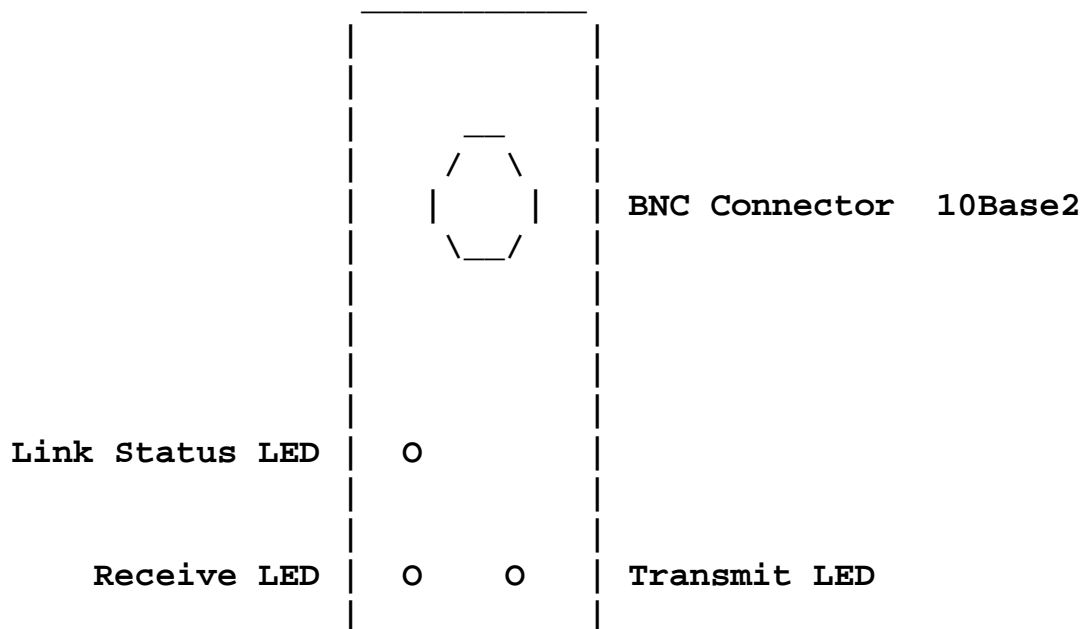 BNC Connector 10Base2
Link Status LED
Receive LED
Transmit LED